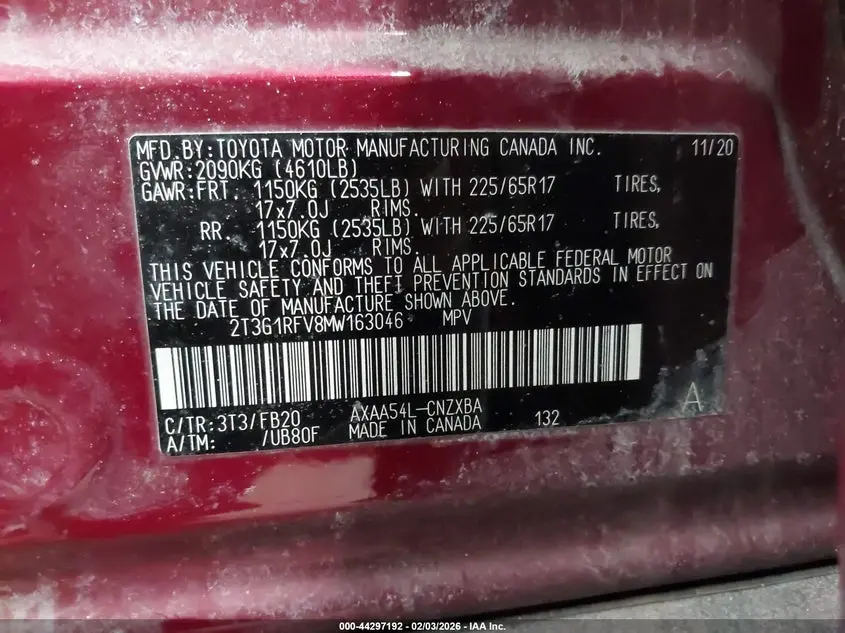 MFD.BY:TOYOTA MOTOR MANUFACTURING CANADA INC. 11/20
GVWR:2090KG (4610LB)
GAWR:FRT. 1150KG (2535LB) WITH 225/65R17 TIRES,
17x7.0J RIMS.
RR. 1150KG (2535LB) WITH 225/65R17 TIRES,
17x7.0J RIMS.
THIS VEHICLE CONFORMS TO ALL APPLICABLE FEDERAL MOTOR
VEHICLE SAFETY AND THEFT PREVENTION STANDARDS IN EFFECT ON
THE DATE OF MANUFACTURE SHOWN ABOVE.
2T3G1RFV8MW163046 MPV
C/TR:3T3/FB20 AXAA54L-CNZXBA A
A/TM: /UB80F MADE IN CANADA 132
000-44297192 - 02/03/2026 - IAA Inc.